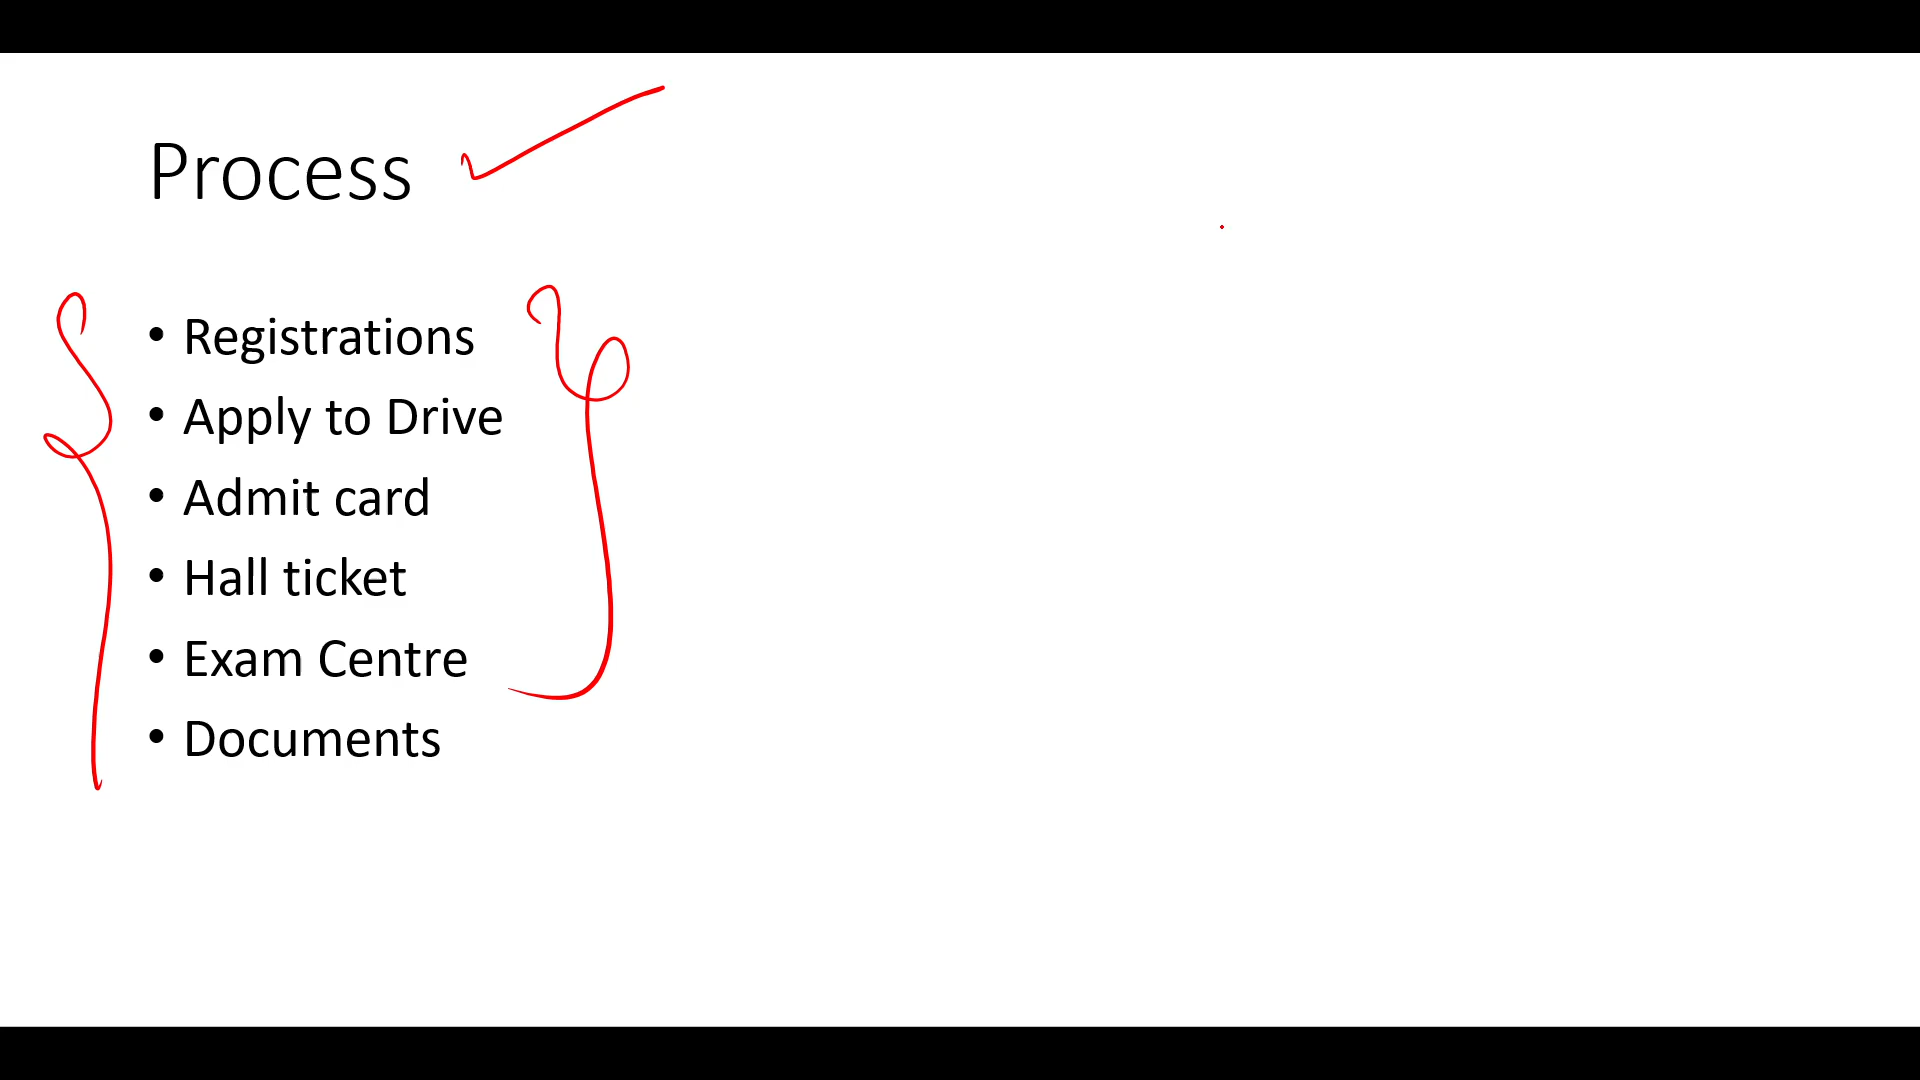 Process
• Registrations
• Apply to Drive
• Admit card
• Hall ticket
• Exam Centre
• Documents